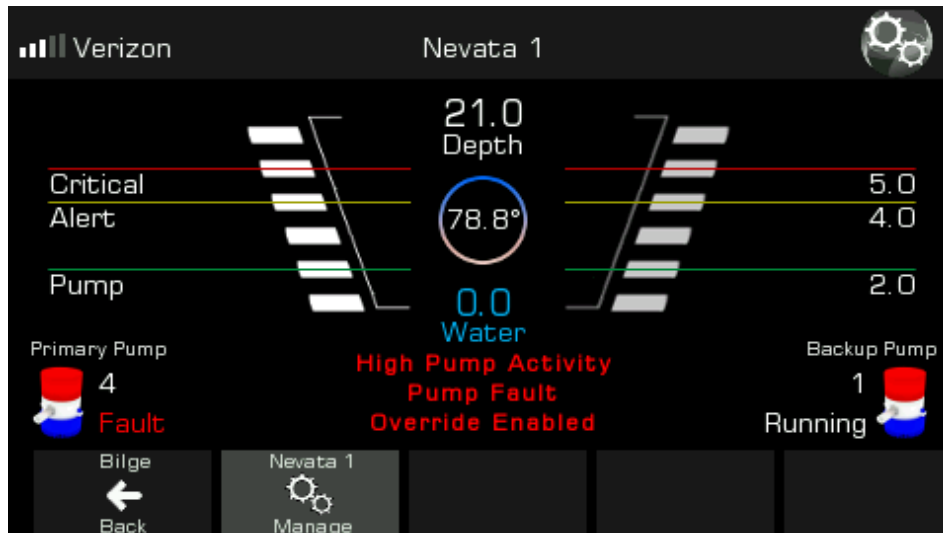 Verizon
Nevata 1
21.0
Depth
Critical
5.0
Alert
78.8°
4.0
Pump
2.0
0.0
Water
Primary Pump
Backup Pump
High Pump Activity
4
Pump Fault
1
Fault
Override Enabled
Running
Bilge
Back
Nevata 1
Manage